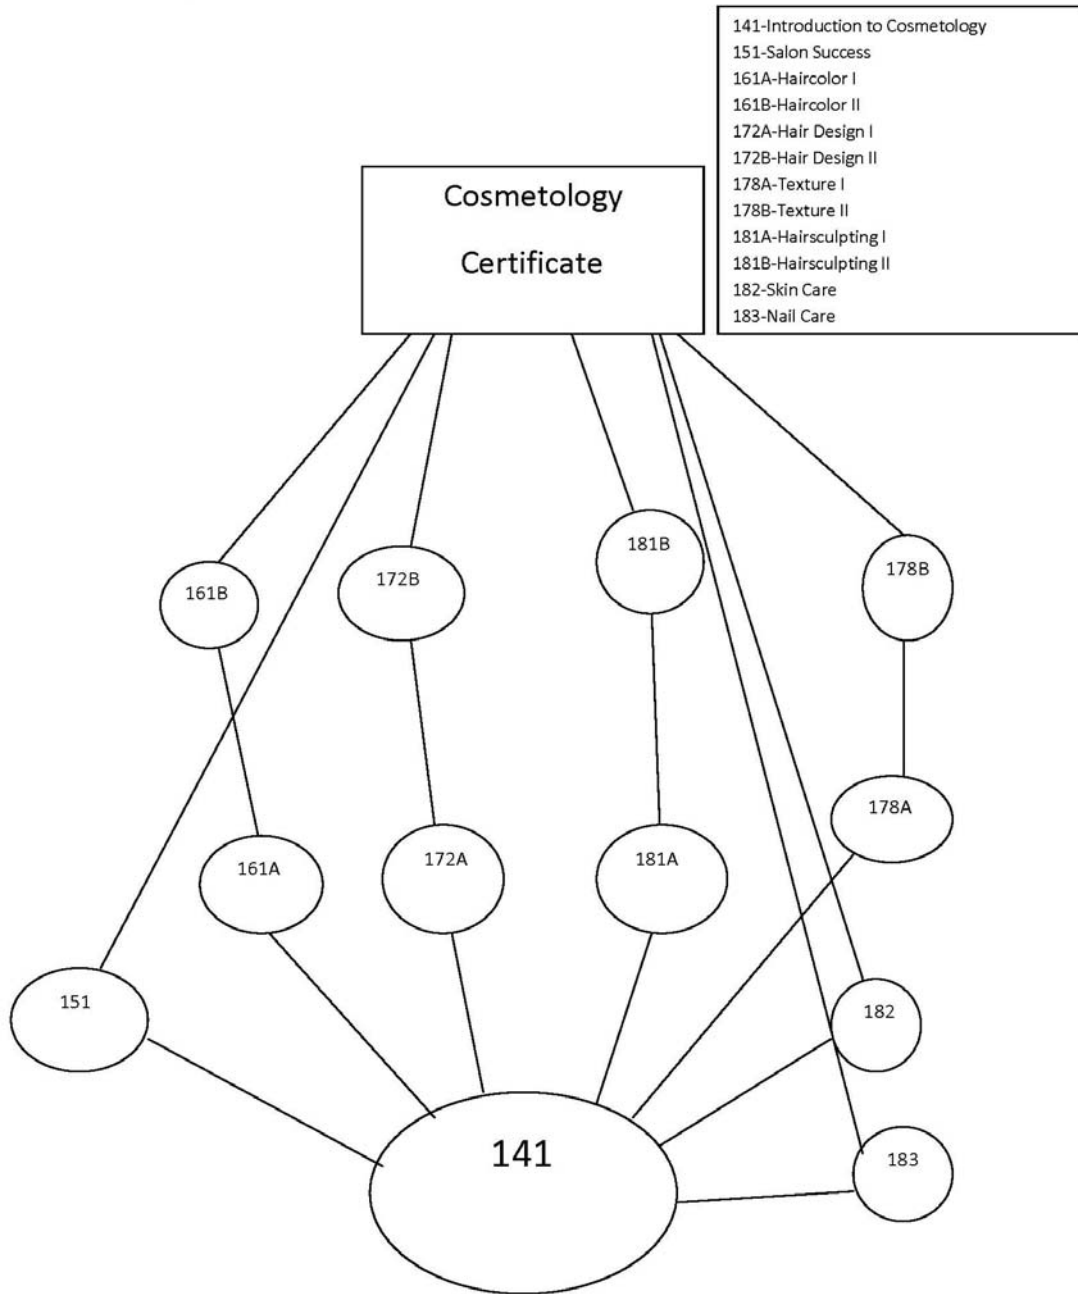 141-Introduction to Cosmetology
151-Salon Success
161A-Haircolor I
161B-Haircolor II
172A-Hair Design I
172B-Hair Design II
178A-Texture I
178B-Texture II
181A-Hairsculpting I
181B-Hairsculpting II
182-Skin Care
183-Nail Care
Cosmetology
Certificate
161B
172B
181B
178B
161A
172A
181A
178A
151
182
141
183